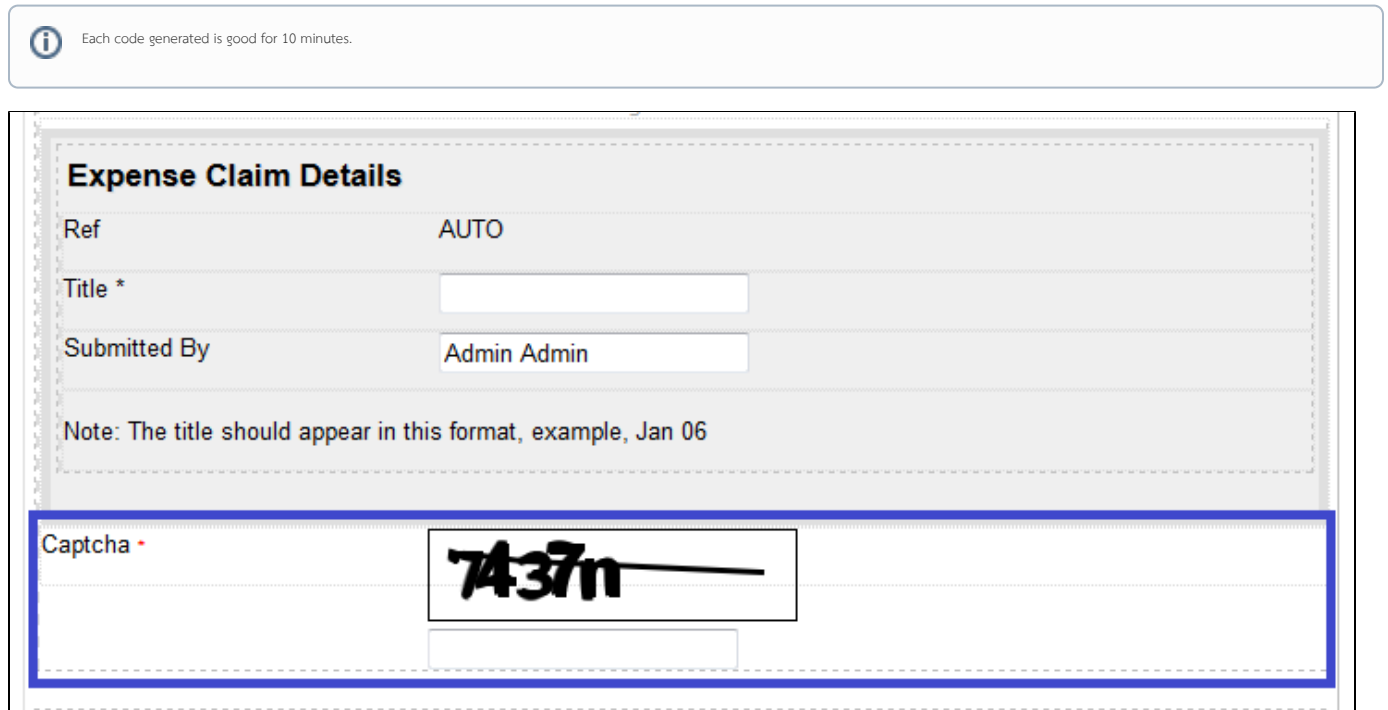 Each code generated is good for 10 minutes.
Expense Claim Details
Ref AUTO
Title *
Submitted By Admin Admin
Note: The title should appear in this format, example, Jan 06
Captcha *
7437n